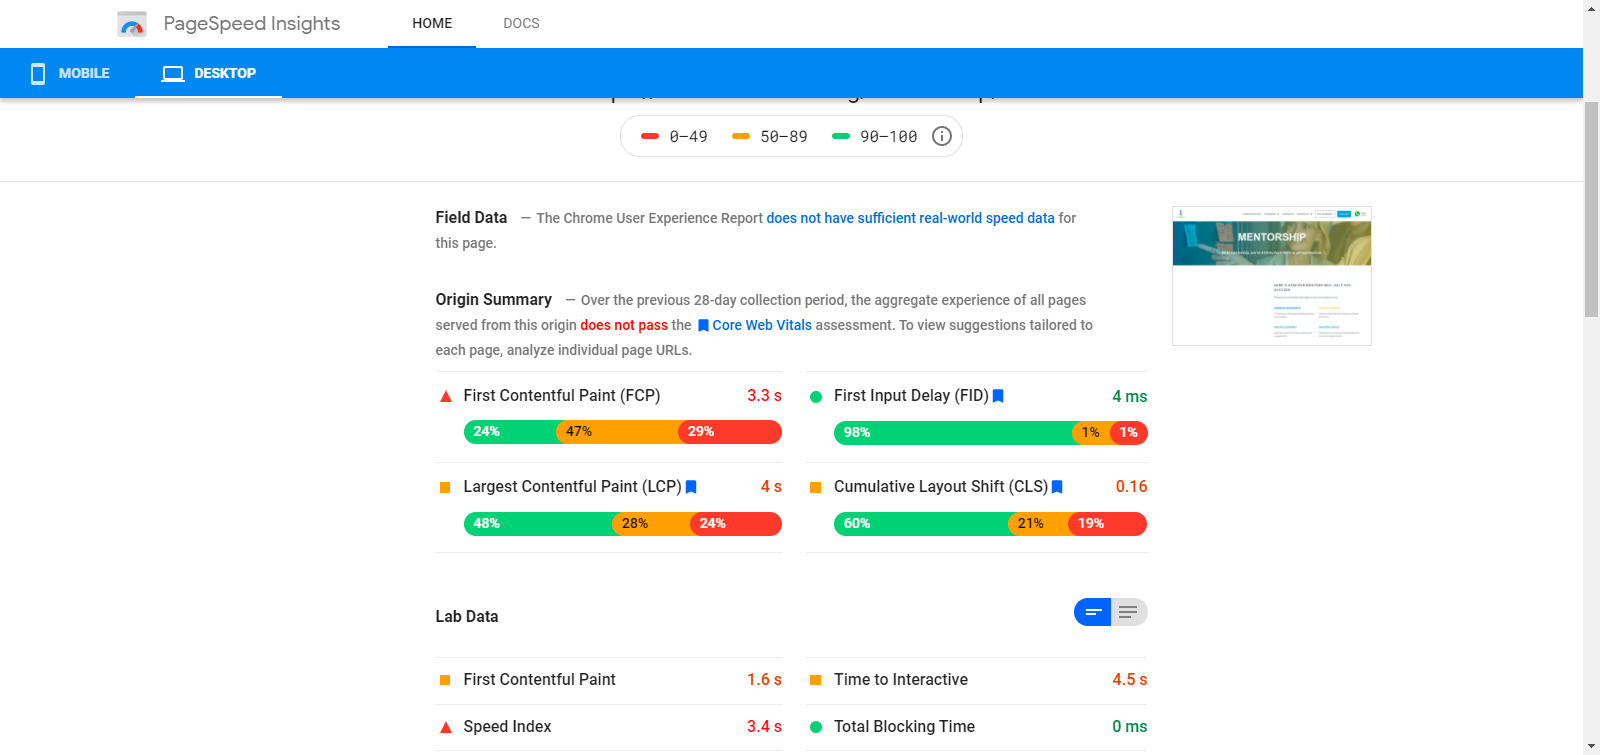 PageSpeed Insights
HOME
DOCS
MOBILE
DESKTOP
0–49
50–89
90–100
Field Data — The Chrome User Experience Report does not have sufficient real-world speed data for
this page.
MENTORSHIP
Origin Summary — Over the previous 28-day collection period, the aggregate experience of all pages
served from this origin does not pass the Core Web Vitals assessment. To view suggestions tailored to
each page, analyze individual page URLs.
First Contentful Paint (FCP) 3.3 s
24% 47% 29%
First Input Delay (FID) 4 ms
98% 1% 1%
Largest Contentful Paint (LCP) 4 s
48% 28% 24%
Cumulative Layout Shift (CLS) 0.16
60% 21% 19%
Lab Data
First Contentful Paint 1.6 s
Time to Interactive 4.5 s
Speed Index 3.4 s
Total Blocking Time 0 ms